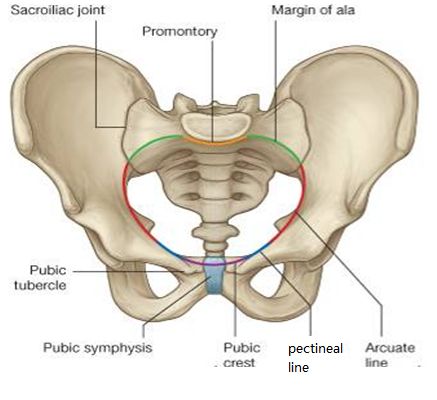 Sacroiliac joint
Margin of ala
Promontory
Pubic
tubercle
Pubic symphysis
Pubic
crest
pectineal
line
Arcuate
line